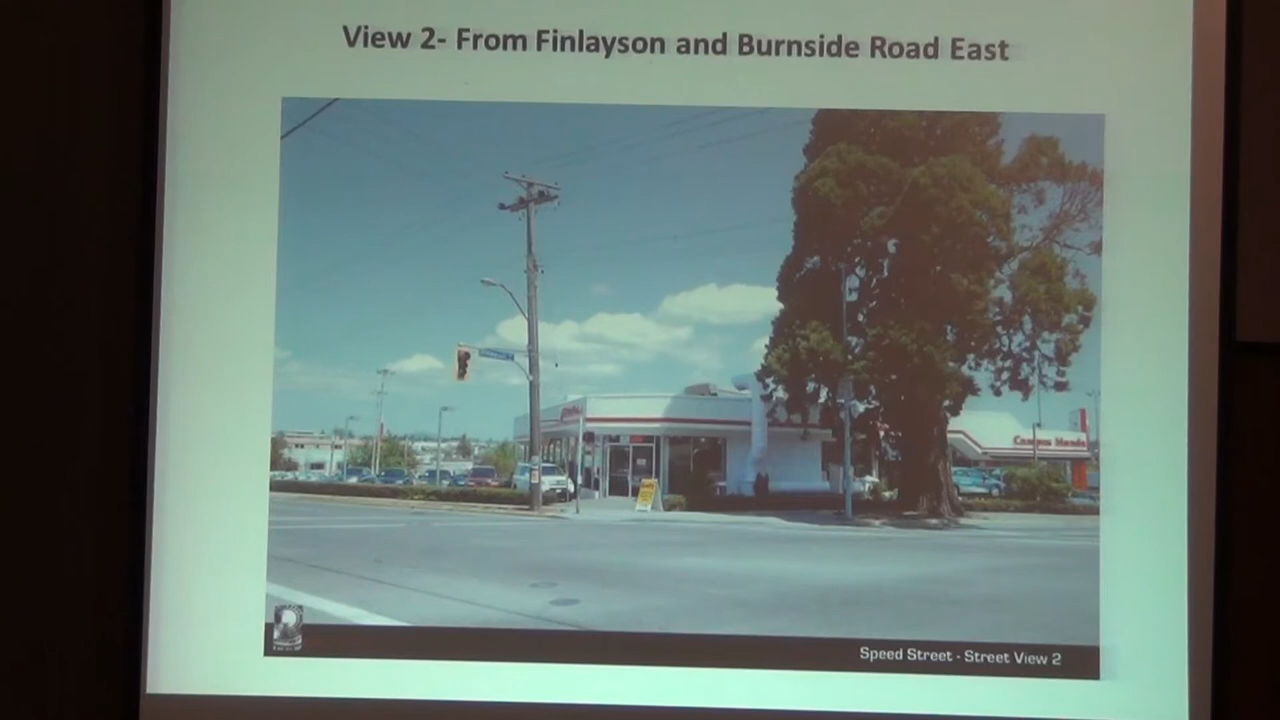 View 2- From Finlayson and Burnside Road East
Campus Honda
Speed Street - Street View 2